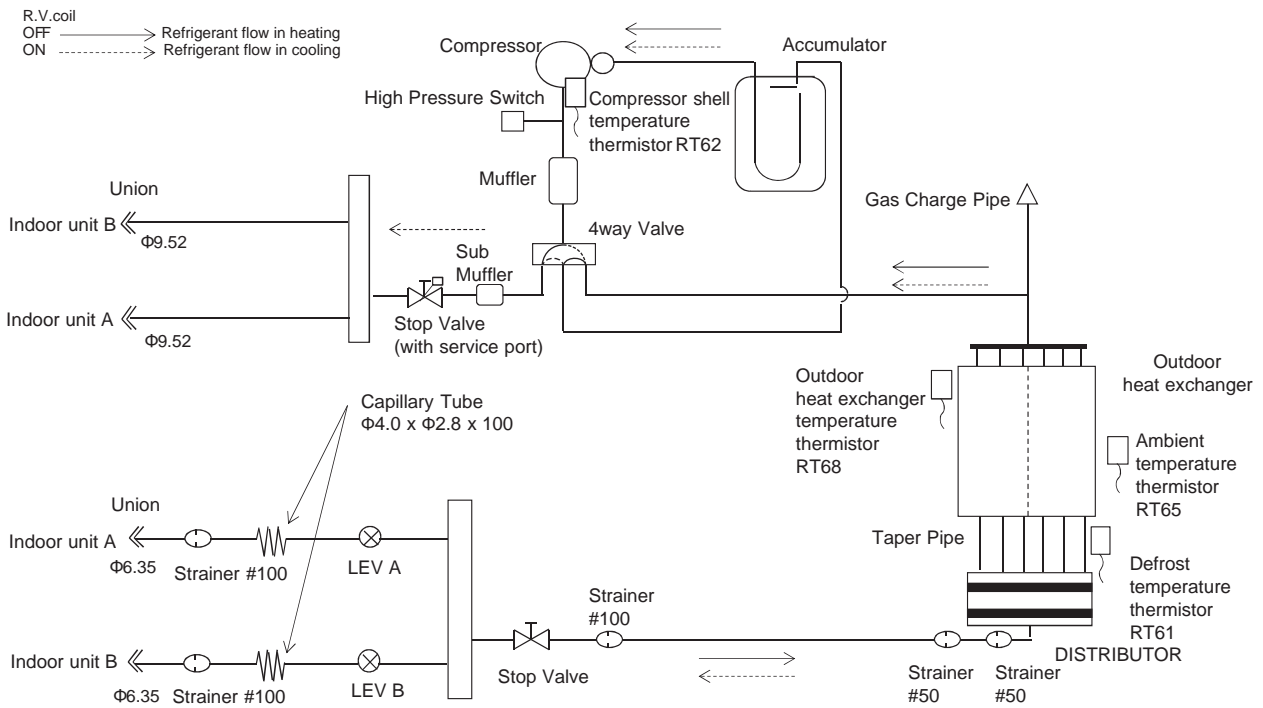 R.V.coil
OFF Refrigerant flow in heating
ON Refrigerant flow in cooling
Compressor
Accumulator
High Pressure Switch
Compressor shell
temperature
thermistor RT62
Muffler
Union
Indoor unit B
Φ9.52
4way Valve
Gas Charge Pipe
Sub
Muffler
Indoor unit A
Φ9.52
Stop Valve
(with service port)
Outdoor
heat exchanger
Outdoor
heat exchanger
temperature
thermistor
RT68
Capillary Tube
Φ4.0 x Φ2.8 x 100
Ambient
temperature
thermistor
RT65
Union
Indoor unit A
Φ6.35
Strainer #100
LEV A
Taper Pipe
Defrost
temperature
thermistor
RT61
Strainer
#100
DISTRIBUTOR
Indoor unit B
Φ6.35
Strainer #100
LEV B
Stop Valve
Strainer
#50
Strainer
#50